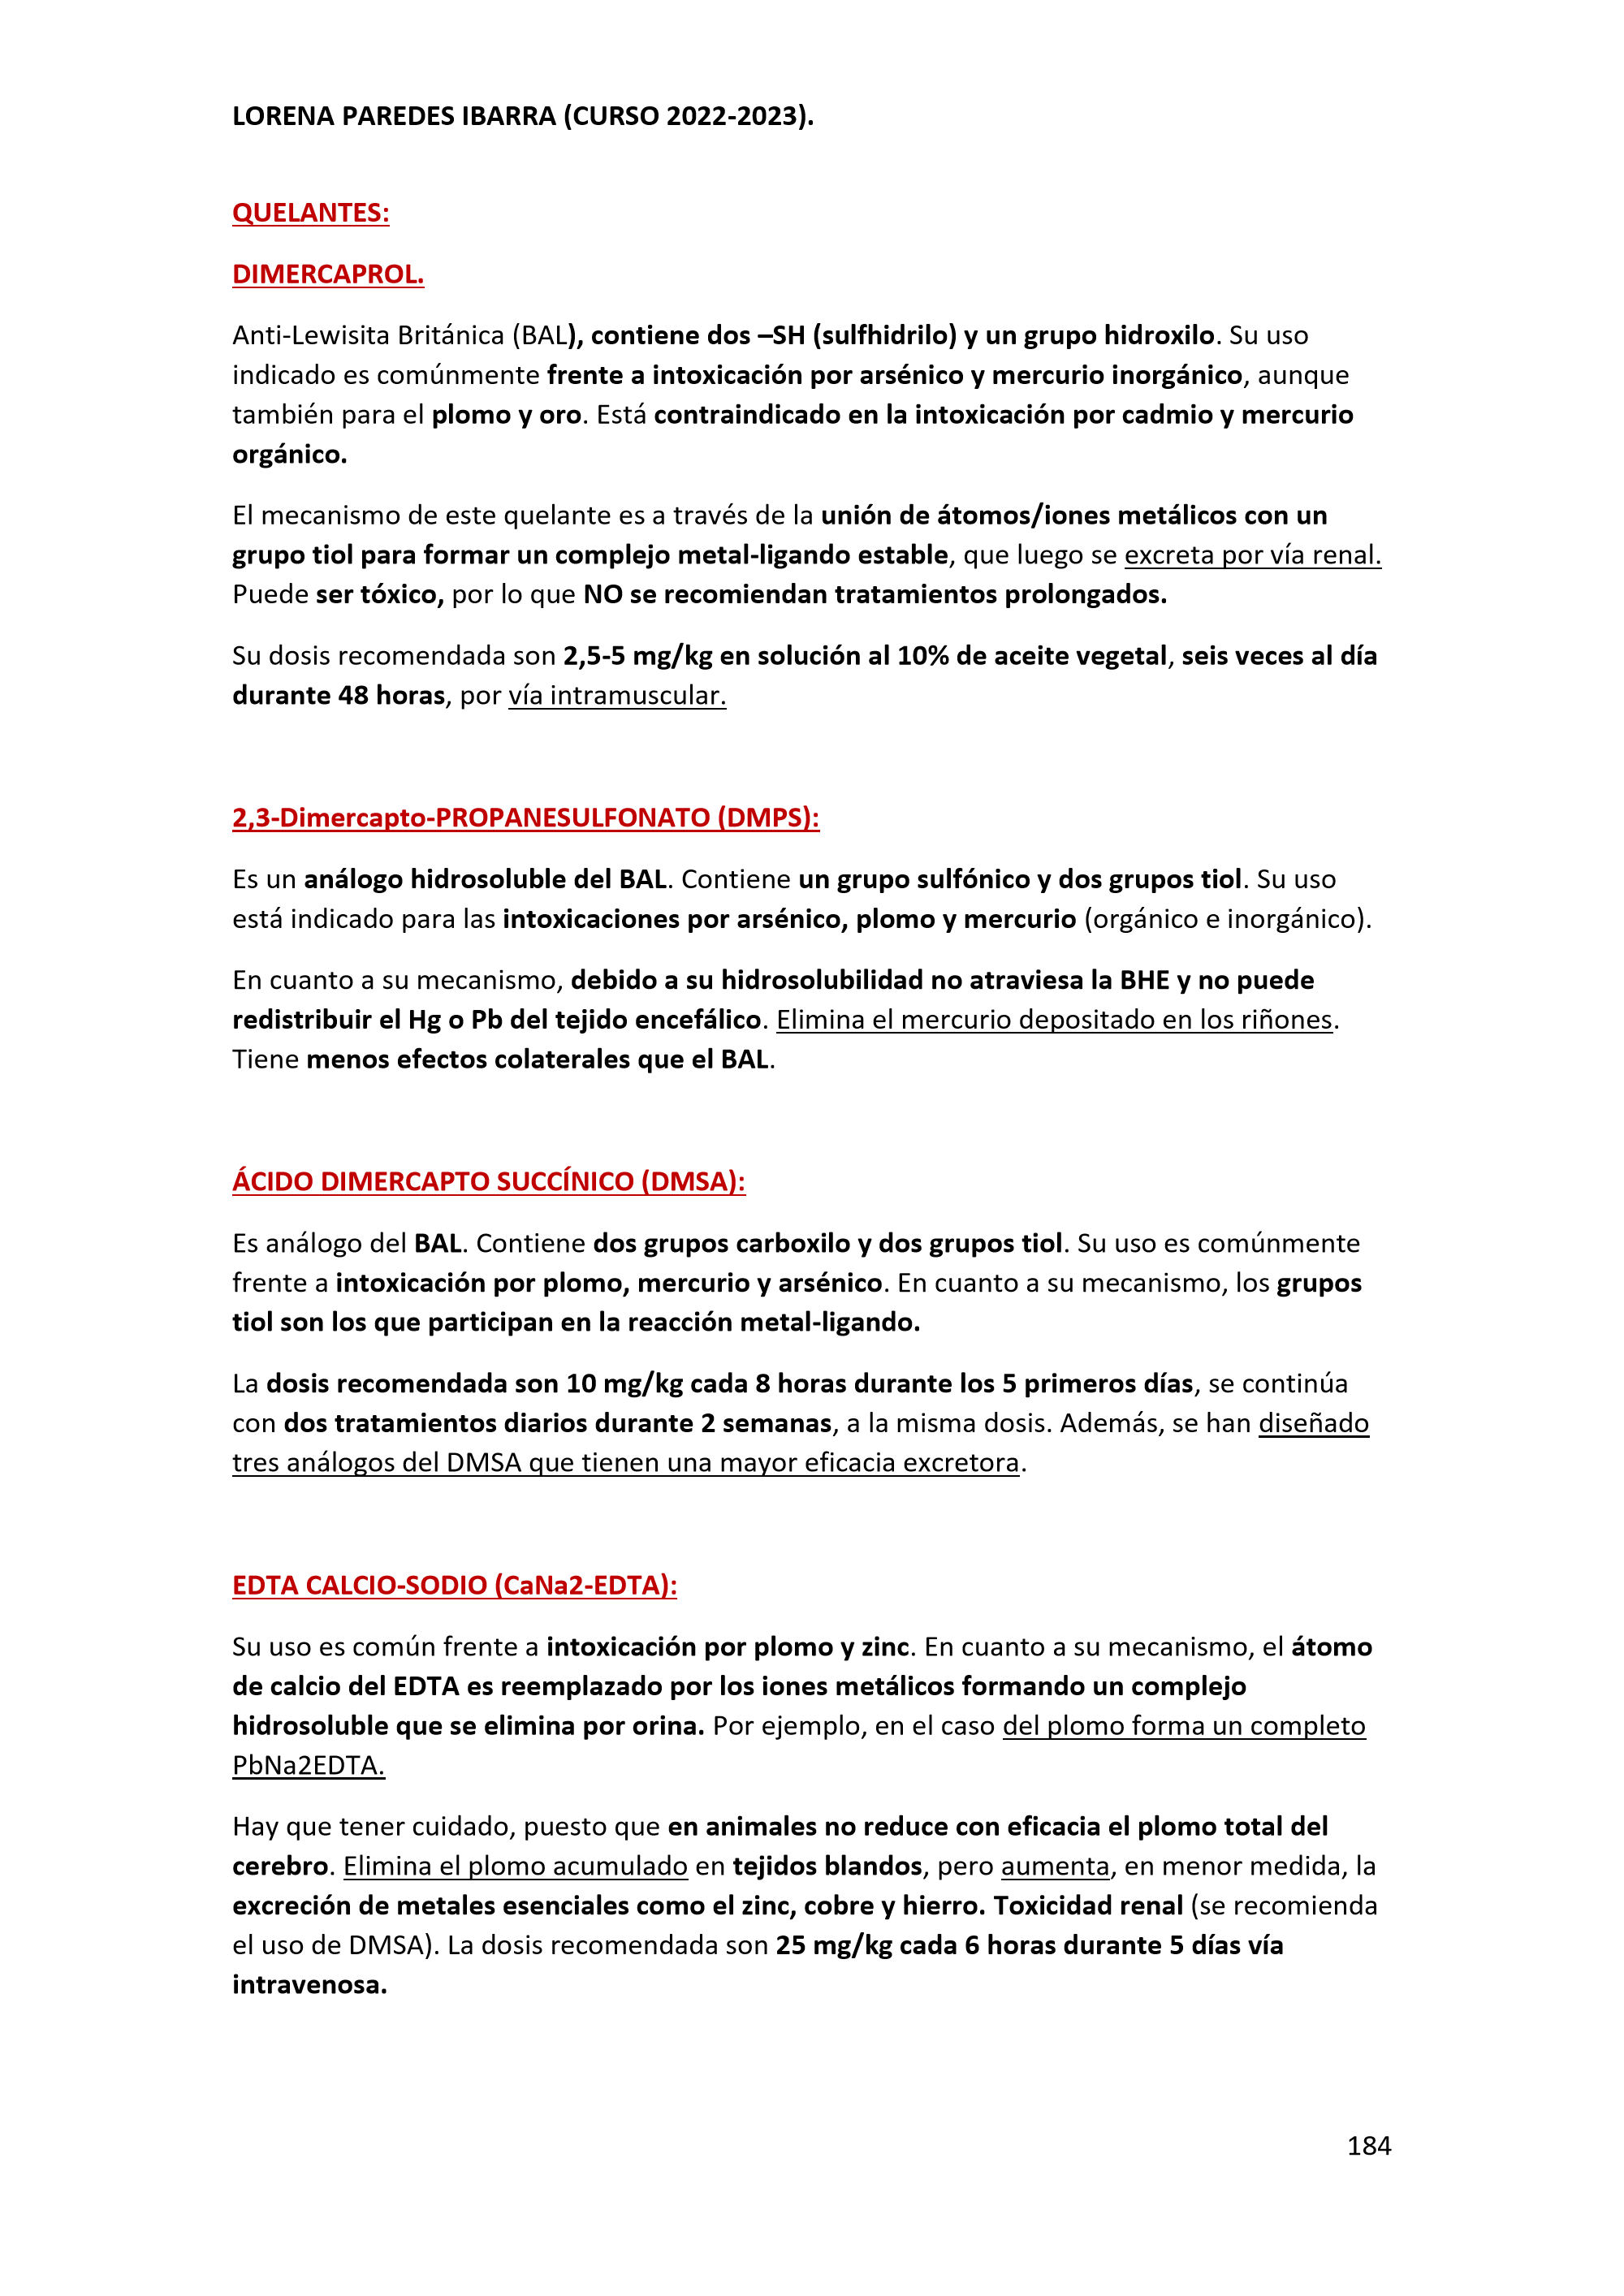 LORENA PAREDES IBARRA (CURSO 2022-2023).
QUELANTES:
DIMERCAPROL.
Anti-Lewisita Británica (BAL), contiene dos –SH (sulfhidrilo) y un grupo hidroxilo. Su uso
indicado es comúnmente frente a intoxicación por arsénico y mercurio inorgánico, aunque
también para el plomo y oro. Está contraindicado en la intoxicación por cadmio y mercurio
orgánico.
El mecanismo de este quelante es a través de la unión de átomos/iones metálicos con un
grupo tiol para formar un complejo metal-ligando estable, que luego se excreta por vía renal.
Puede ser tóxico, por lo que NO se recomiendan tratamientos prolongados.
Su dosis recomendada son 2,5-5 mg/kg en solución al 10% de aceite vegetal, seis veces al día
durante 48 horas, por vía intramuscular.
2,3-Dimercapto-PROPANESULFONATO (DMPS):
Es un análogo hidrosoluble del BAL. Contiene un grupo sulfónico y dos grupos tiol. Su uso
está indicado para las intoxicaciones por arsénico, plomo y mercurio (orgánico e inorgánico).
En cuanto a su mecanismo, debido a su hidrosolubilidad no atraviesa la BHE y no puede
redistribuir el Hg o Pb del tejido encefálico. Elimina el mercurio depositado en los riñones.
Tiene menos efectos colaterales que el BAL.
ÁCIDO DIMERCAPTO SUCCÍNICO (DMSA):
Es análogo del BAL. Contiene dos grupos carboxilo y dos grupos tiol. Su uso es comúnmente
frente a intoxicación por plomo, mercurio y arsénico. En cuanto a su mecanismo, los grupos
tiol son los que participan en la reacción metal-ligando.
La dosis recomendada son 10 mg/kg cada 8 horas durante los 5 primeros días, se continúa
con dos tratamientos diarios durante 2 semanas, a la misma dosis. Además, se han diseñado
tres análogos del DMSA que tienen una mayor eficacia excretora.
EDTA CALCIO-SODIO (CaNa2-EDTA):
Su uso es común frente a intoxicación por plomo y zinc. En cuanto a su mecanismo, el átomo
de calcio del EDTA es reemplazado por los iones metálicos formando un complejo
hidrosoluble que se elimina por orina. Por ejemplo, en el caso del plomo forma un completo
PbNa2EDTA.
Hay que tener cuidado, puesto que en animales no reduce con eficacia el plomo total del
cerebro. Elimina el plomo acumulado en tejidos blandos, pero aumenta, en menor medida, la
excreción de metales esenciales como el zinc, cobre y hierro. Toxicidad renal (se recomienda
el uso de DMSA). La dosis recomendada son 25 mg/kg cada 6 horas durante 5 días vía
intravenosa.
184